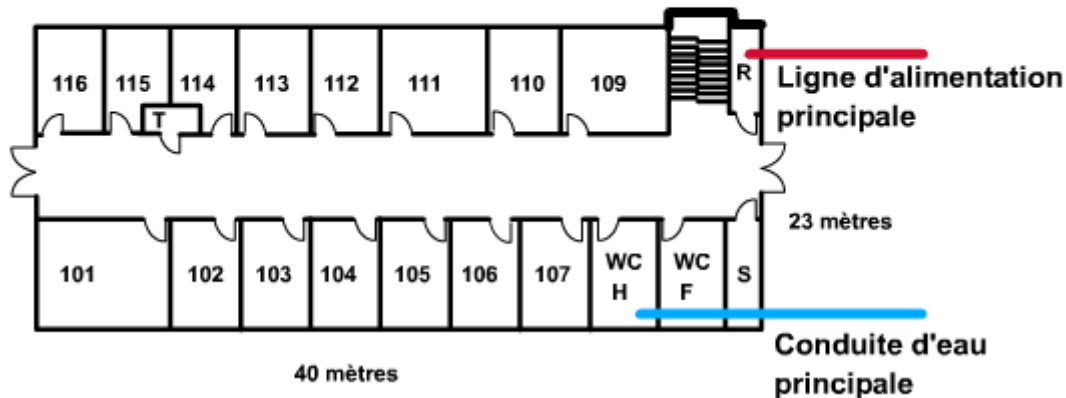 116 115 114 113 112 111 110 109 R
T
Ligne d'alimentation
principale
23 mètres
101 102 103 104 105 106 107 WC H WC F S
Conduite d'eau
principale
40 mètres